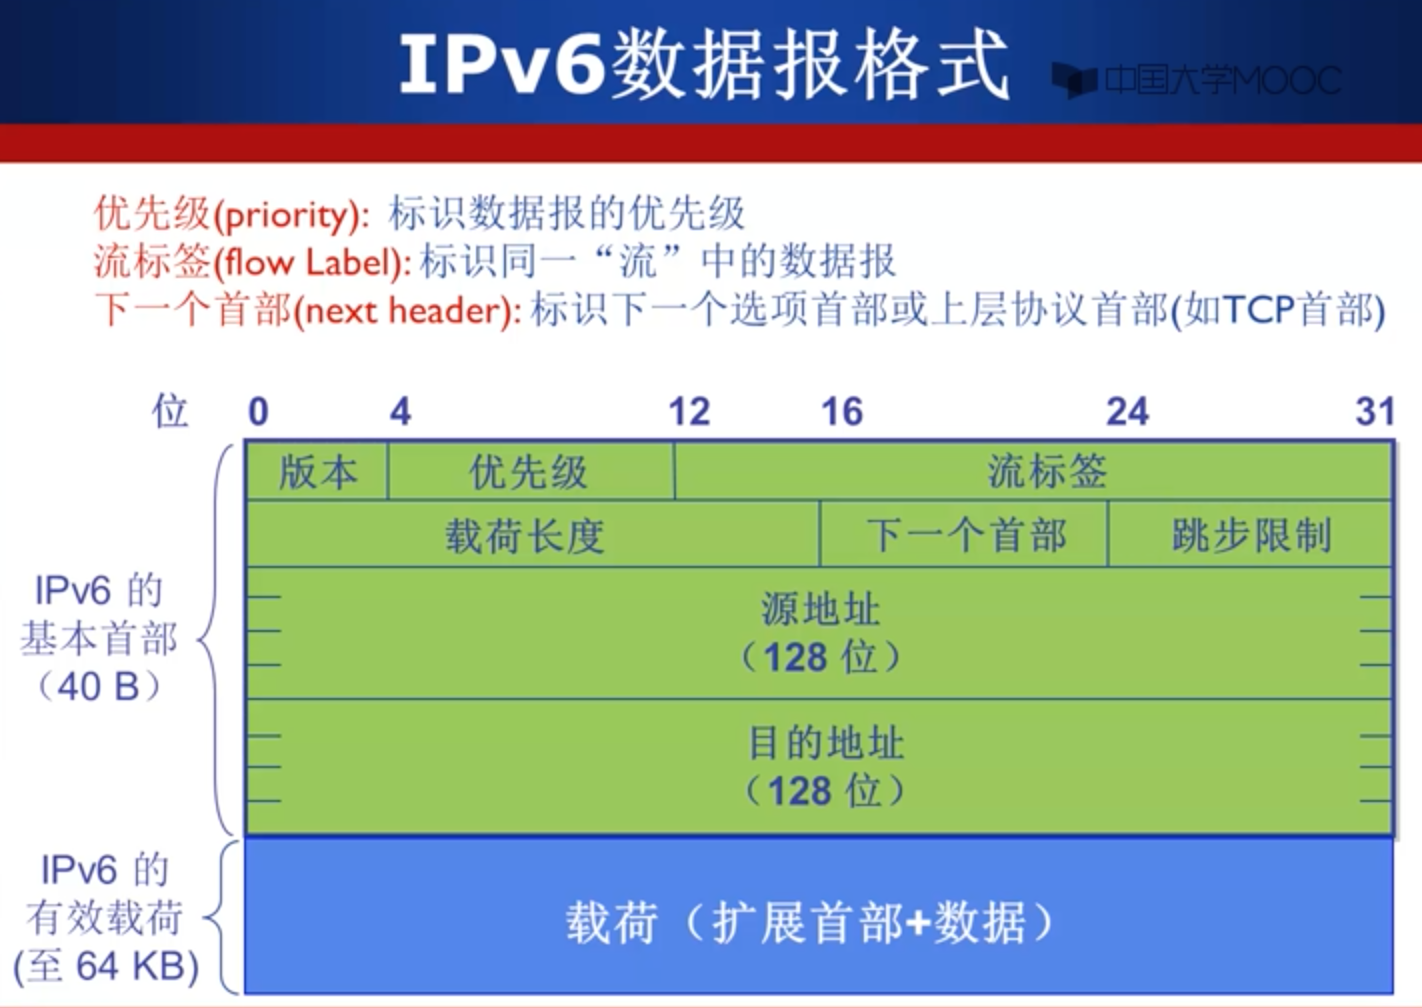 IPv6数据报格式
中国大学MOOC
优先级(priority): 标识数据报的优先级
流标签(flow Label): 标识同一“流”中的数据报
下一个首部(next header): 标识下一个选项首部或上层协议首部(如TCP首部)
位 0 4 12 16 24 31
版本 优先级 流标签
载荷长度 下一个首部 跳步限制
IPv6 的
基本首部
（40 B）
源地址
（128 位）
目的地址
（128 位）
IPv6 的
有效载荷
(至 64 KB)
载荷（扩展首部+数据）